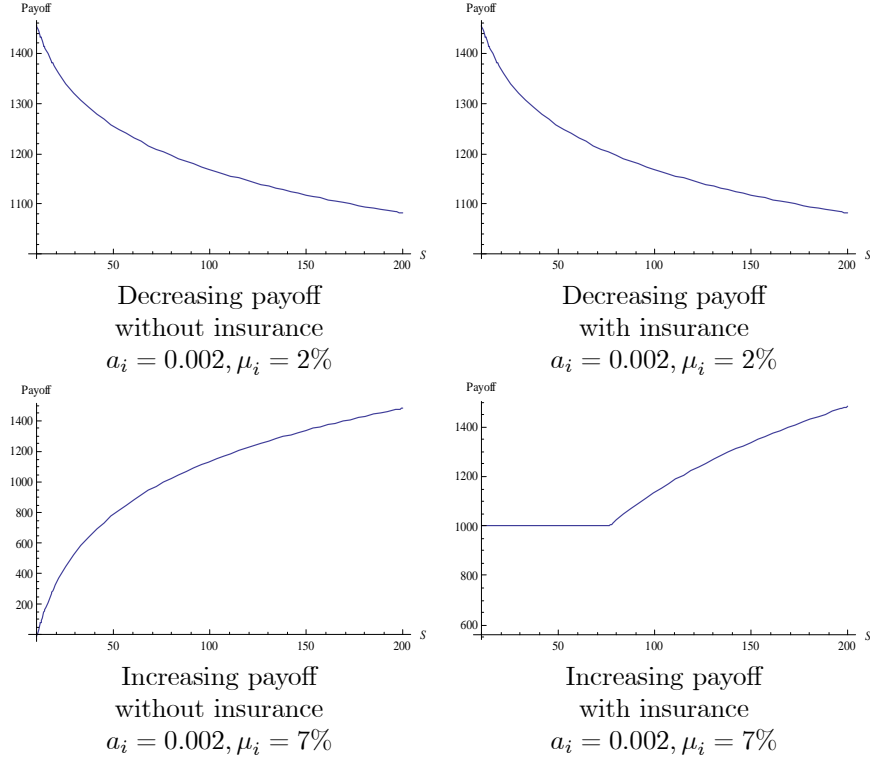 Payoff
1400
1300
1200
1100
50 100 150 200 S
Decreasing payoff
without insurance
a_i = 0.002, μ_i = 2%
Payoff
1400
1300
1200
1100
50 100 150 200 S
Decreasing payoff
with insurance
a_i = 0.002, μ_i = 2%
Payoff
1400
1200
1000
800
600
400
200
50 100 150 200 S
Increasing payoff
without insurance
a_i = 0.002, μ_i = 7%
Payoff
1400
1200
1000
800
600
50 100 150 200 S
Increasing payoff
with insurance
a_i = 0.002, μ_i = 7%